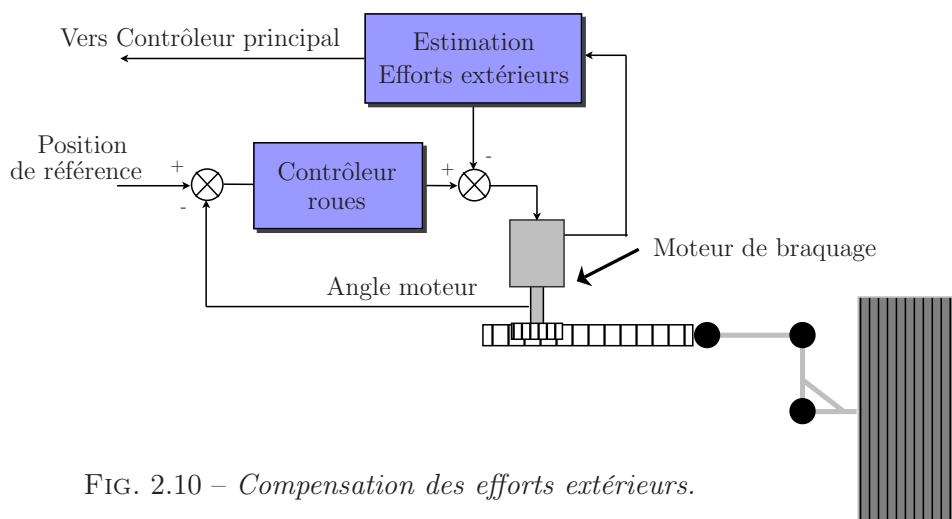 Vers Contrôleur principal
Estimation
Efforts extérieurs
Position
de référence
+
-
Contrôleur
roues
+
-
Moteur de braquage
Angle moteur
FIG. 2.10 – Compensation des efforts extérieurs.